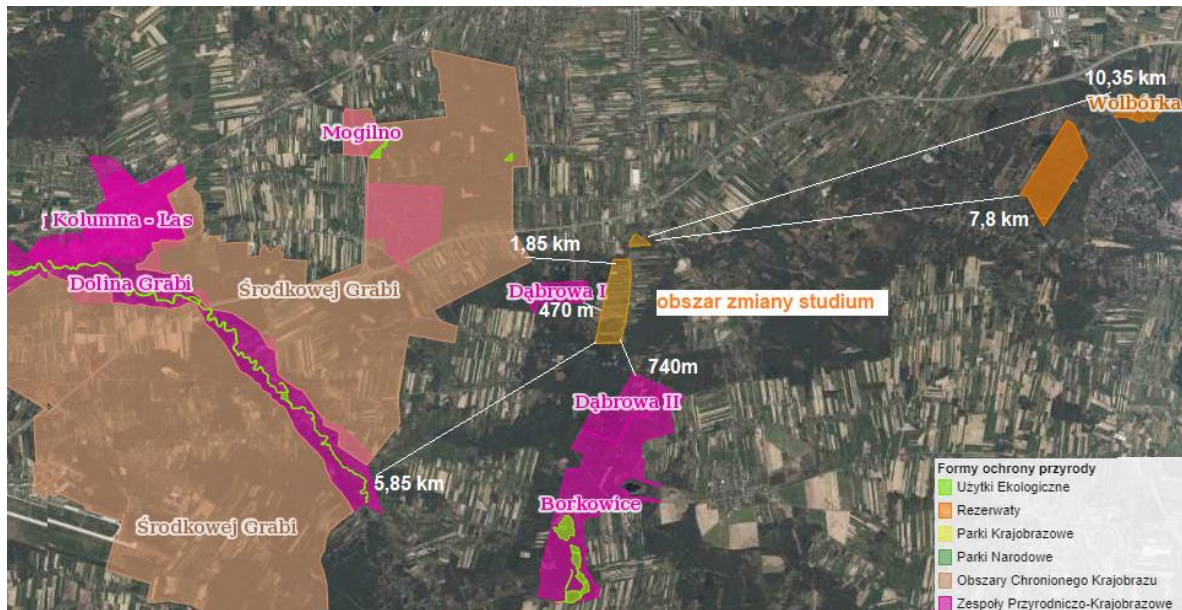 10,35 km
Wolbórka
Mogilno
Kolumna - Las
7,8 km
1,85 km
Dolina Grabi
Środkowej Grabi
Dąbrowa I
obszar zmiany studium
470 m
740m
Dąbrowa II
5,85 km
Borkowice
Środkowej Grabi
Formy ochrony przyrody
Użytki Ekologiczne
Rezerwaty
Parki Krajobrazowe
Parki Narodowe
Obszary Chronionego Krajobrazu
Zespoły Przyrodniczo-Krajobrazowe